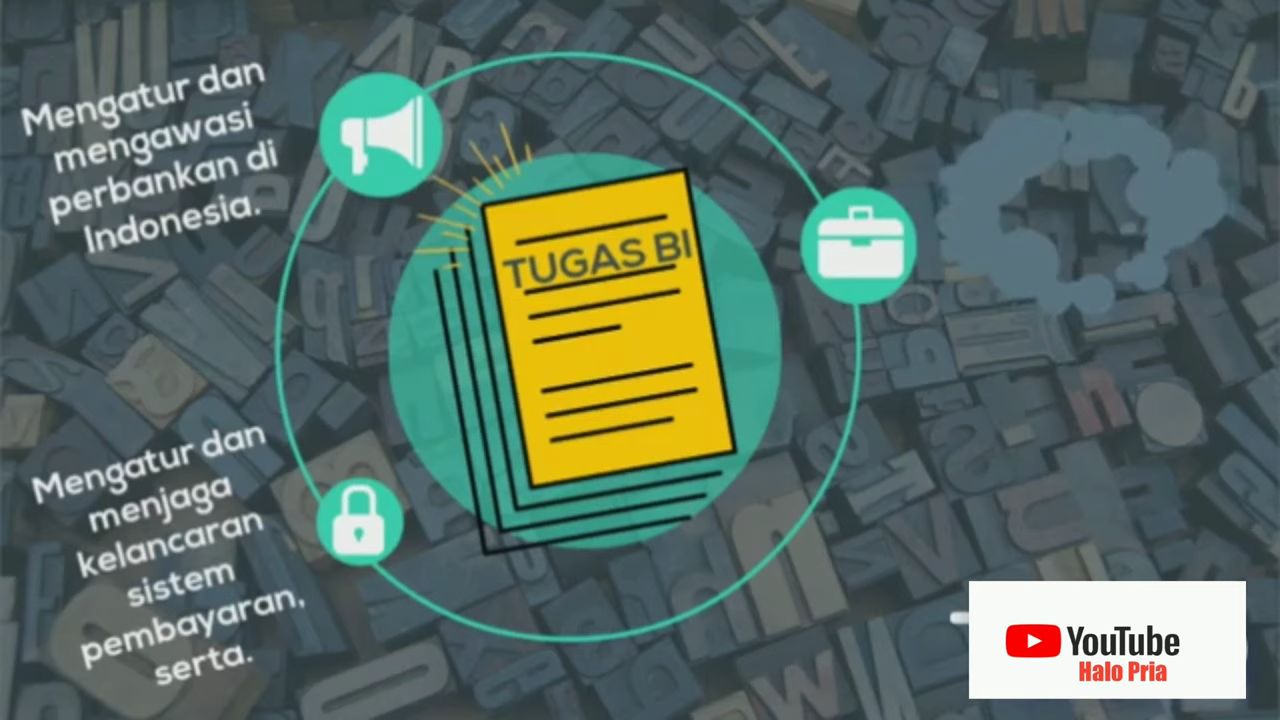 Mengatur dan
mengawasi
perbankan di
Indonesia.
TUGAS BI
Mengatur dan
menjaga
kelancaran
sistem
pembayaran,
serta.
YouTube
Halo Pria